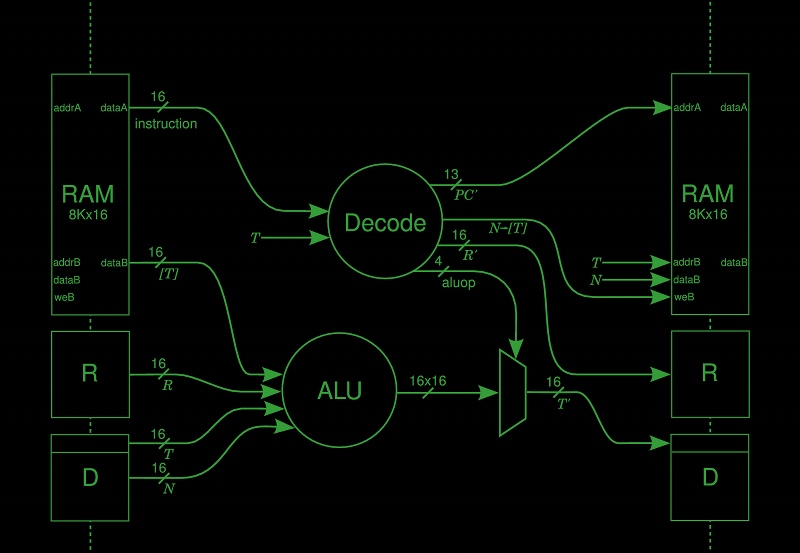 addrA
dataA
16
instruction
RAM
8Kx16
addrB
dataB
dataB
weB
16
[T]
R
16
R
D
16
T
16
N
Decode
T
ALU
13
PC'
N→[T]
16
R'
4
aluop
16x16
16
T'
addrA
dataA
RAM
8Kx16
T
addrB
dataB
N
dataB
weB
R
D